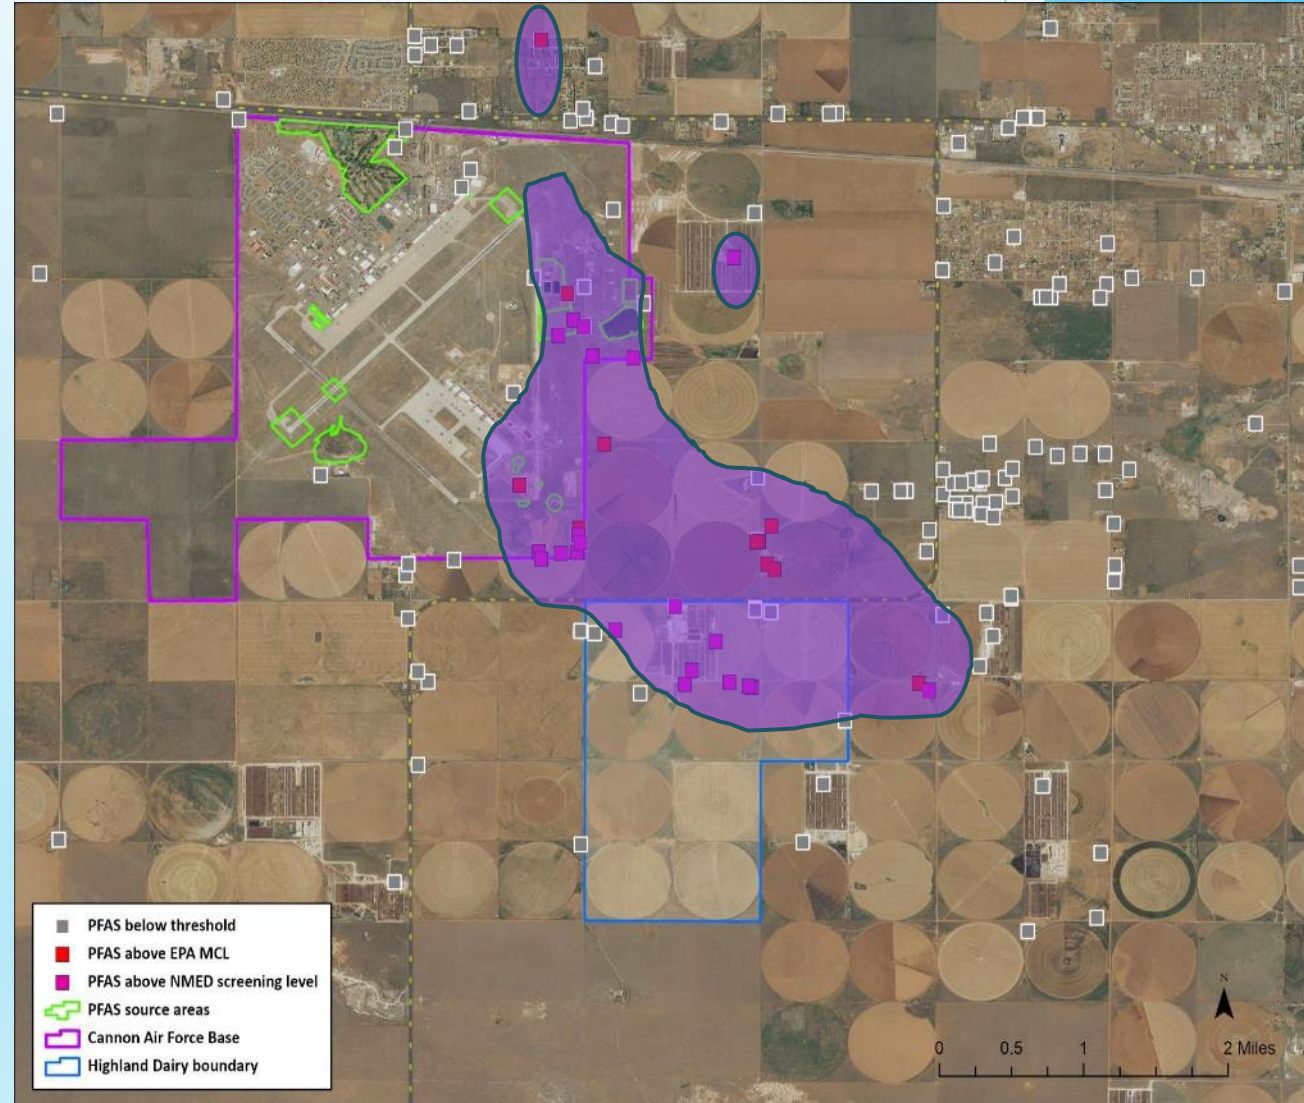 PFAS below threshold
PFAS above EPA MCL
PFAS above NMED screening level
PFAS source areas
Cannon Air Force Base
Highland Dairy boundary
N
0 0.5 1 2 Miles